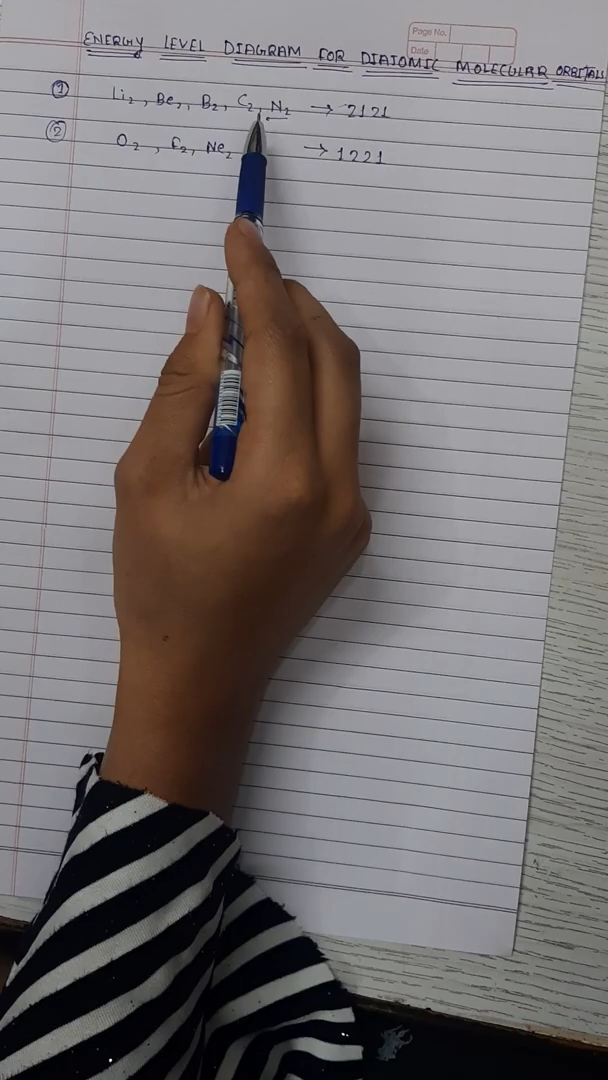 Page No.
Date
ENERGY LEVEL DIAGRAM FOR DIATOMIC MOLECULAR ORBITALS
① Li₂, Be₂, B₂, C₂, N₂ → 2121
② O₂, F₂, Ne₂ → 1221